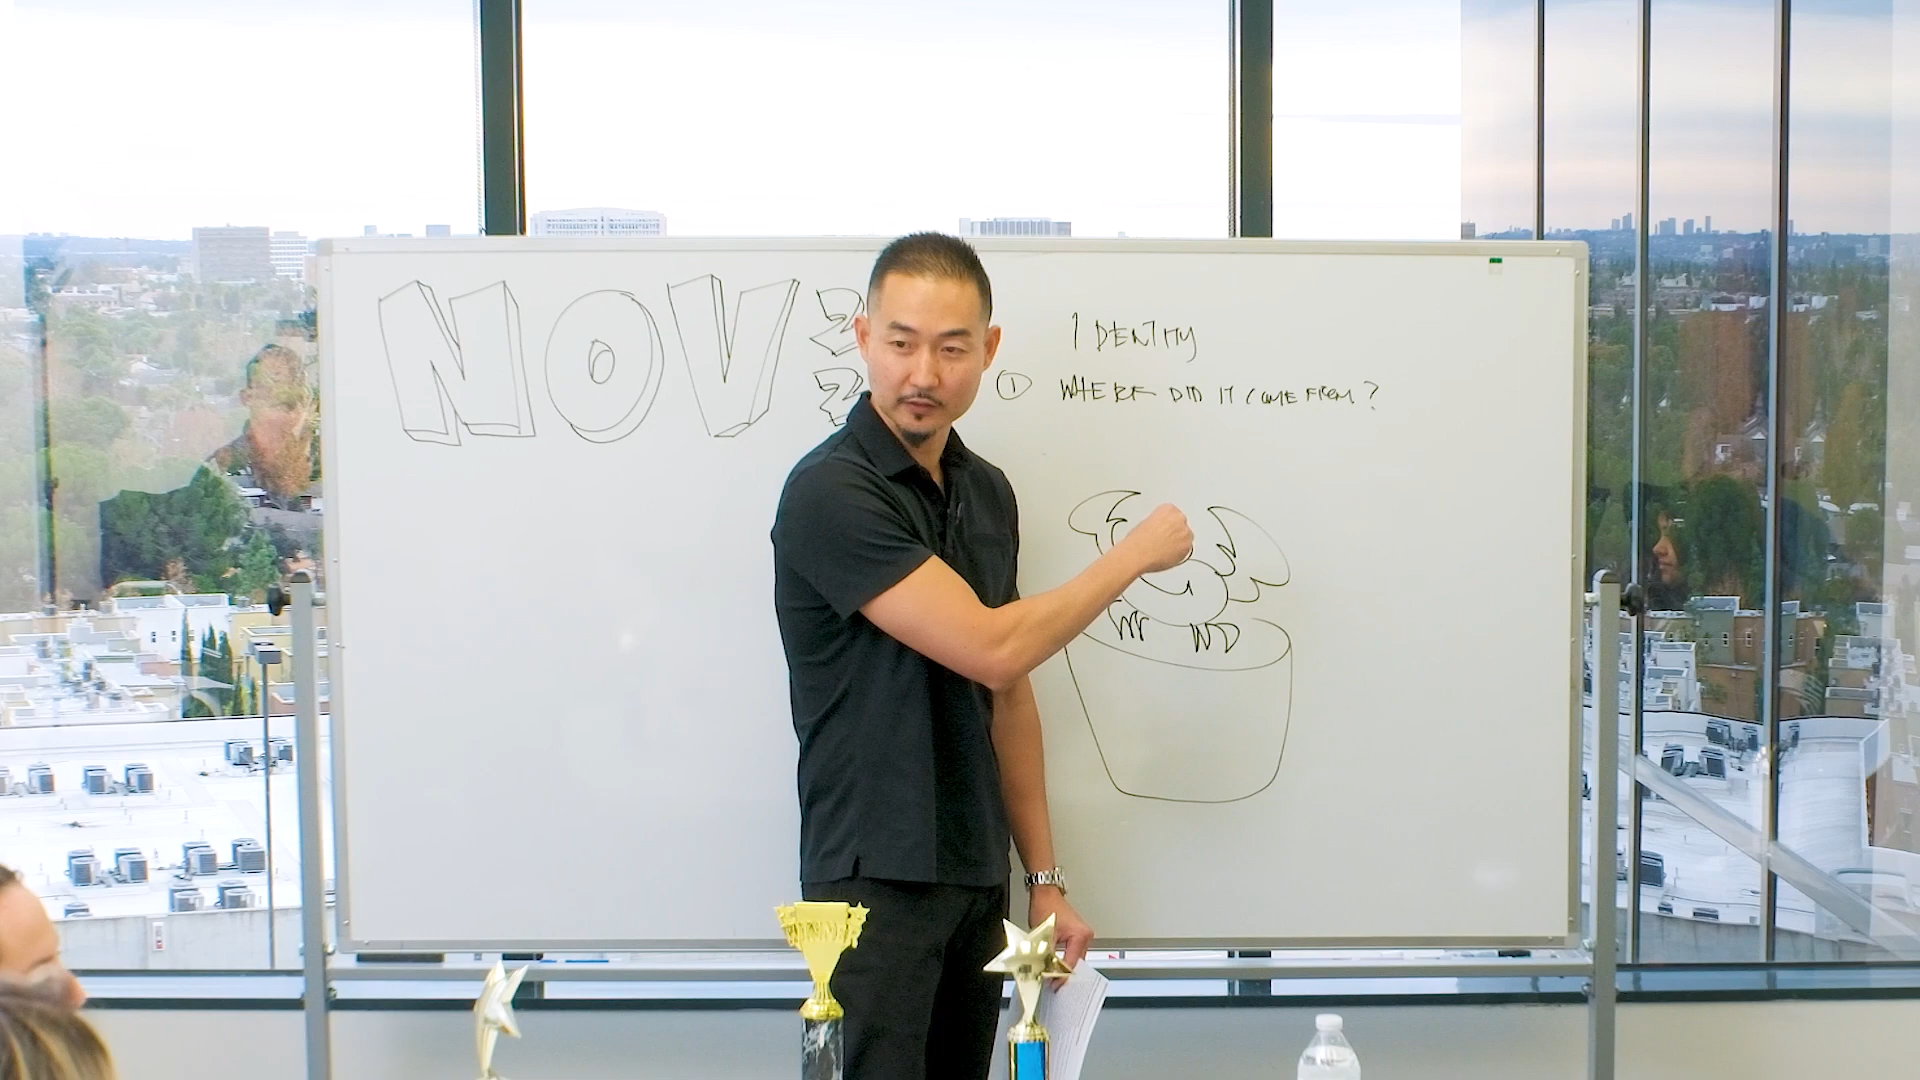 NOV
IDENTITY
① WHERE DID IT COME FROM?